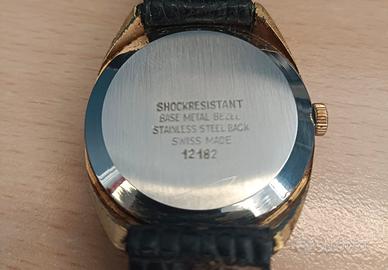 SHOCKRESISTANT
BASE METAL BEZEL
STAINLESS STEEL BACK
SWISS MADE
12182